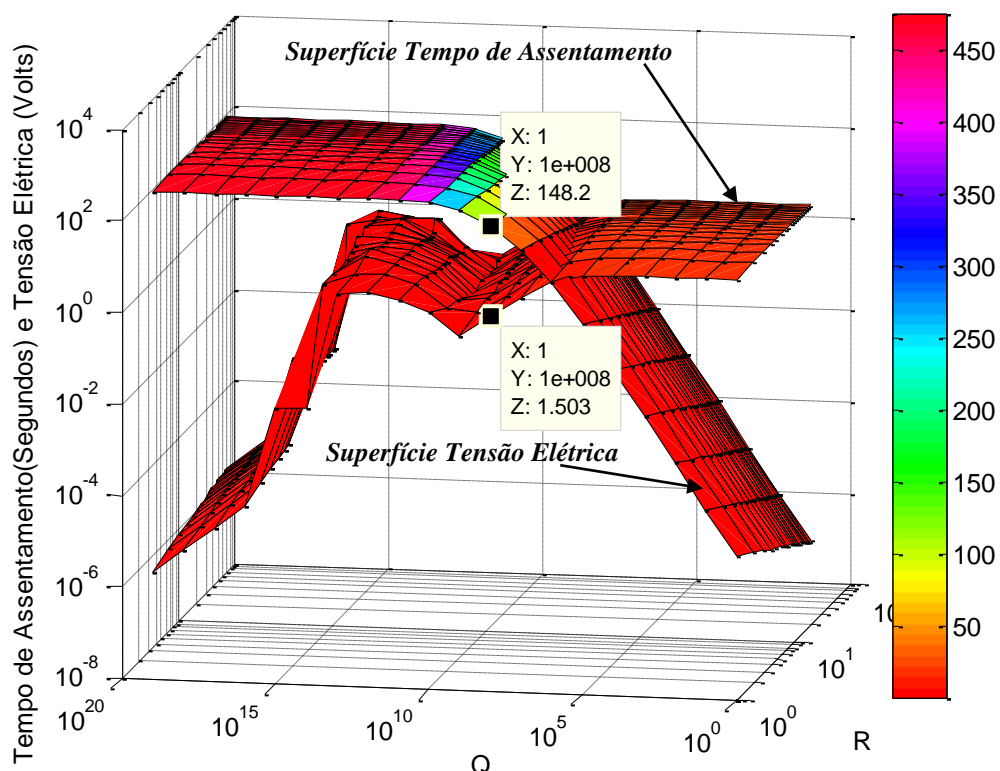 Superfície Tempo de Assentamento
X: 1
Y: 1e+008
Z: 148.2
X: 1
Y: 1e+008
Z: 1.503
Superfície Tensão Elétrica
Tempo de Assentamento(Segundos) e Tensão Elétrica (Volts)
10^4
10^2
10^0
10^-2
10^-4
10^-6
10^-8
10^20
10^15
10^10
10^5
10^0
Q
10^0
10^1
R
450
400
350
300
250
200
150
100
50